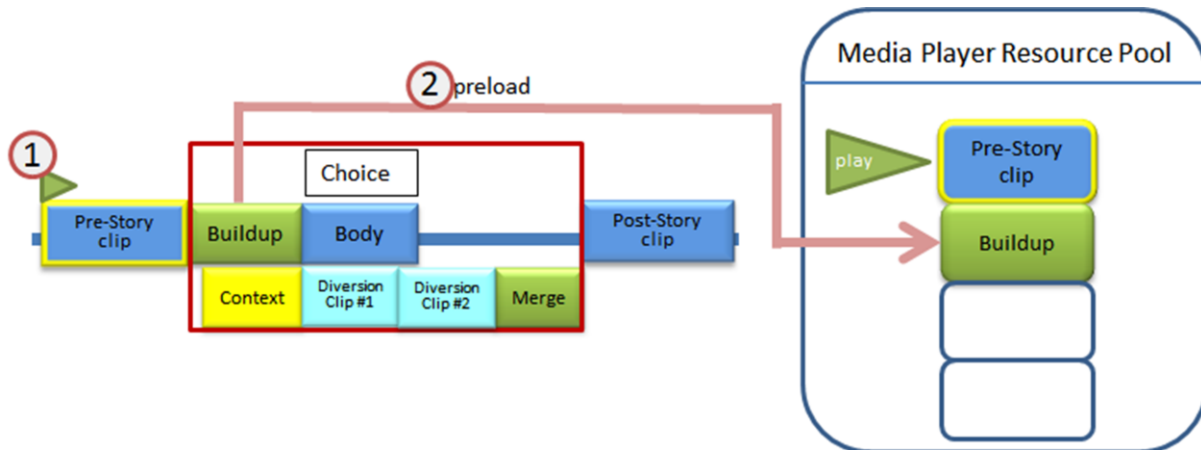 Media Player Resource Pool
2 preload
1
Choice
play
Pre-Story
clip
Pre-Story
clip
Buildup
Body
Post-Story
clip
Buildup
Context
Diversion
Clip #1
Diversion
Clip #2
Merge